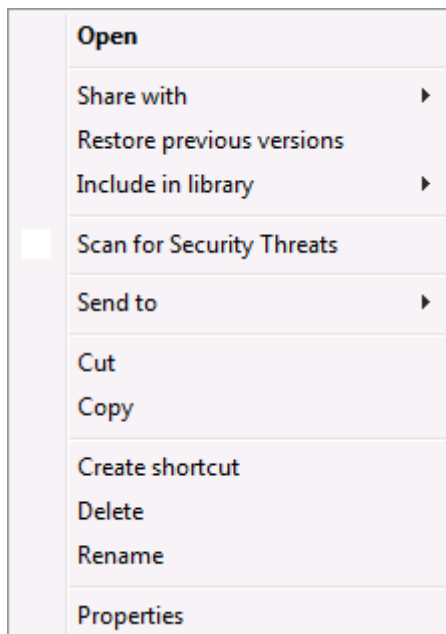 Open
Share with
Restore previous versions
Include in library
Scan for Security Threats
Send to
Cut
Copy
Create shortcut
Delete
Rename
Properties